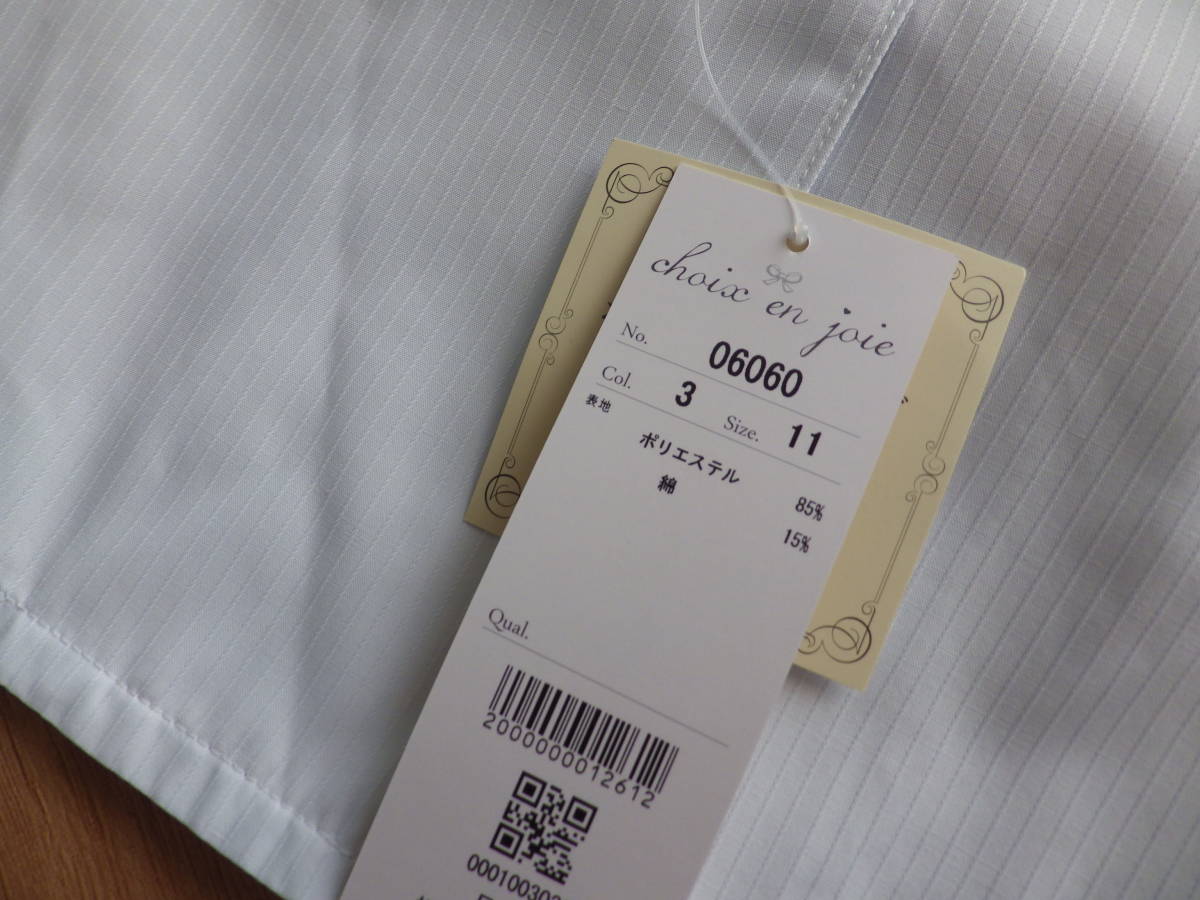 choix en joie
No. 06060
Col. 3 Size. 11
表地
ポリエステル 85%
綿 15%
Qual.
2000000012612
000100302